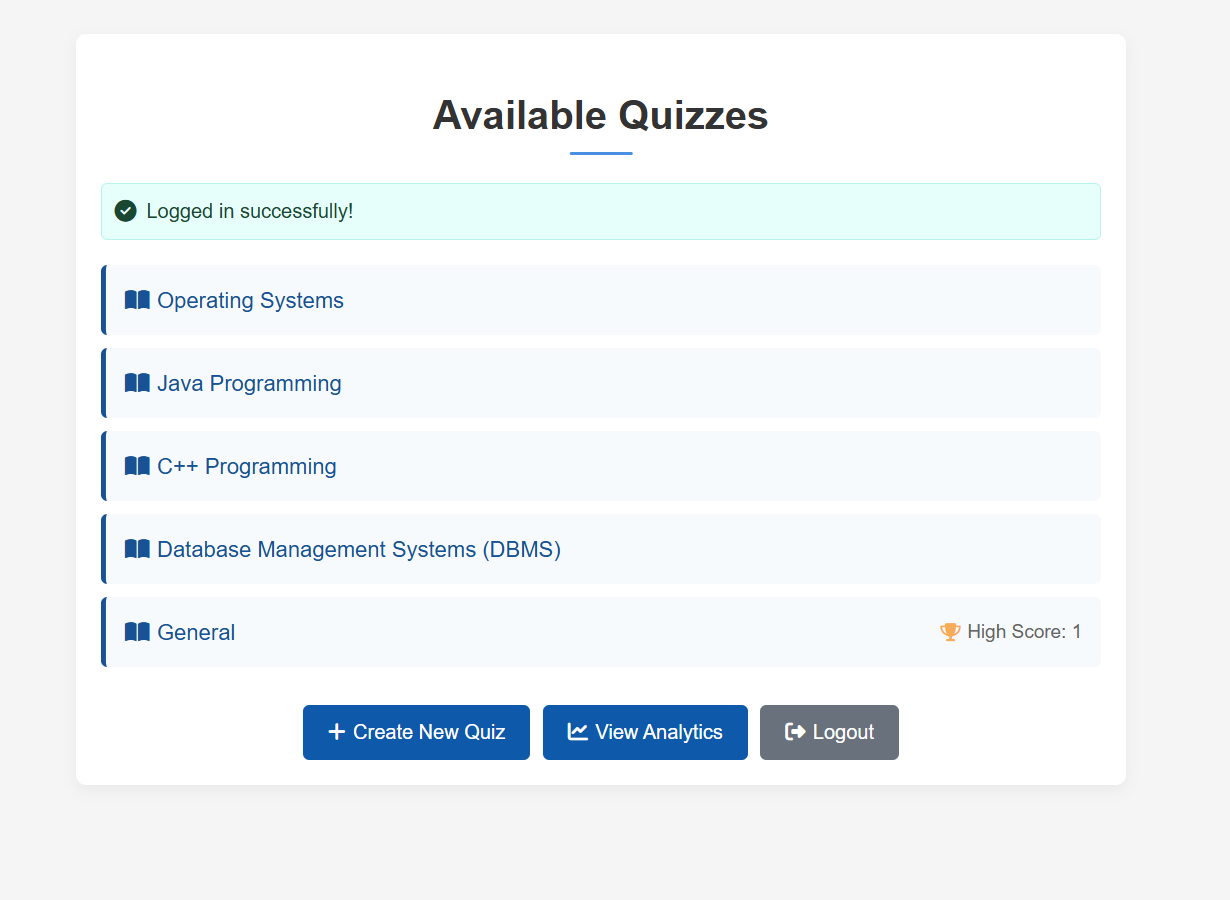 Available Quizzes
Logged in successfully!
Operating Systems
Java Programming
C++ Programming
Database Management Systems (DBMS)
General High Score: 1
Create New Quiz View Analytics Logout